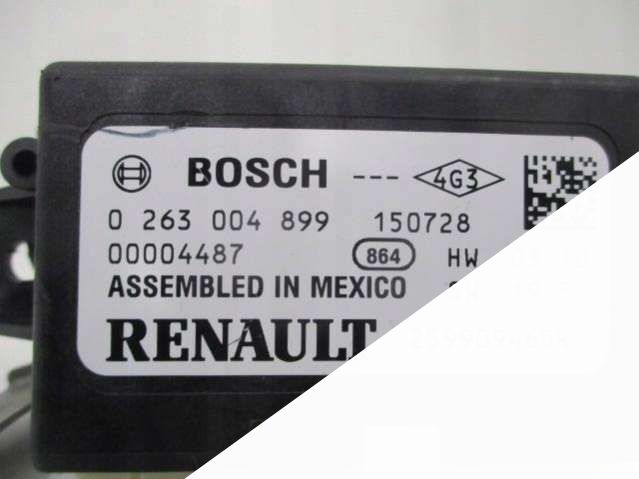 BOSCH --- 4G3
0 263 004 899 150728
00004487 864 HW
ASSEMBLED IN MEXICO
RENAULT